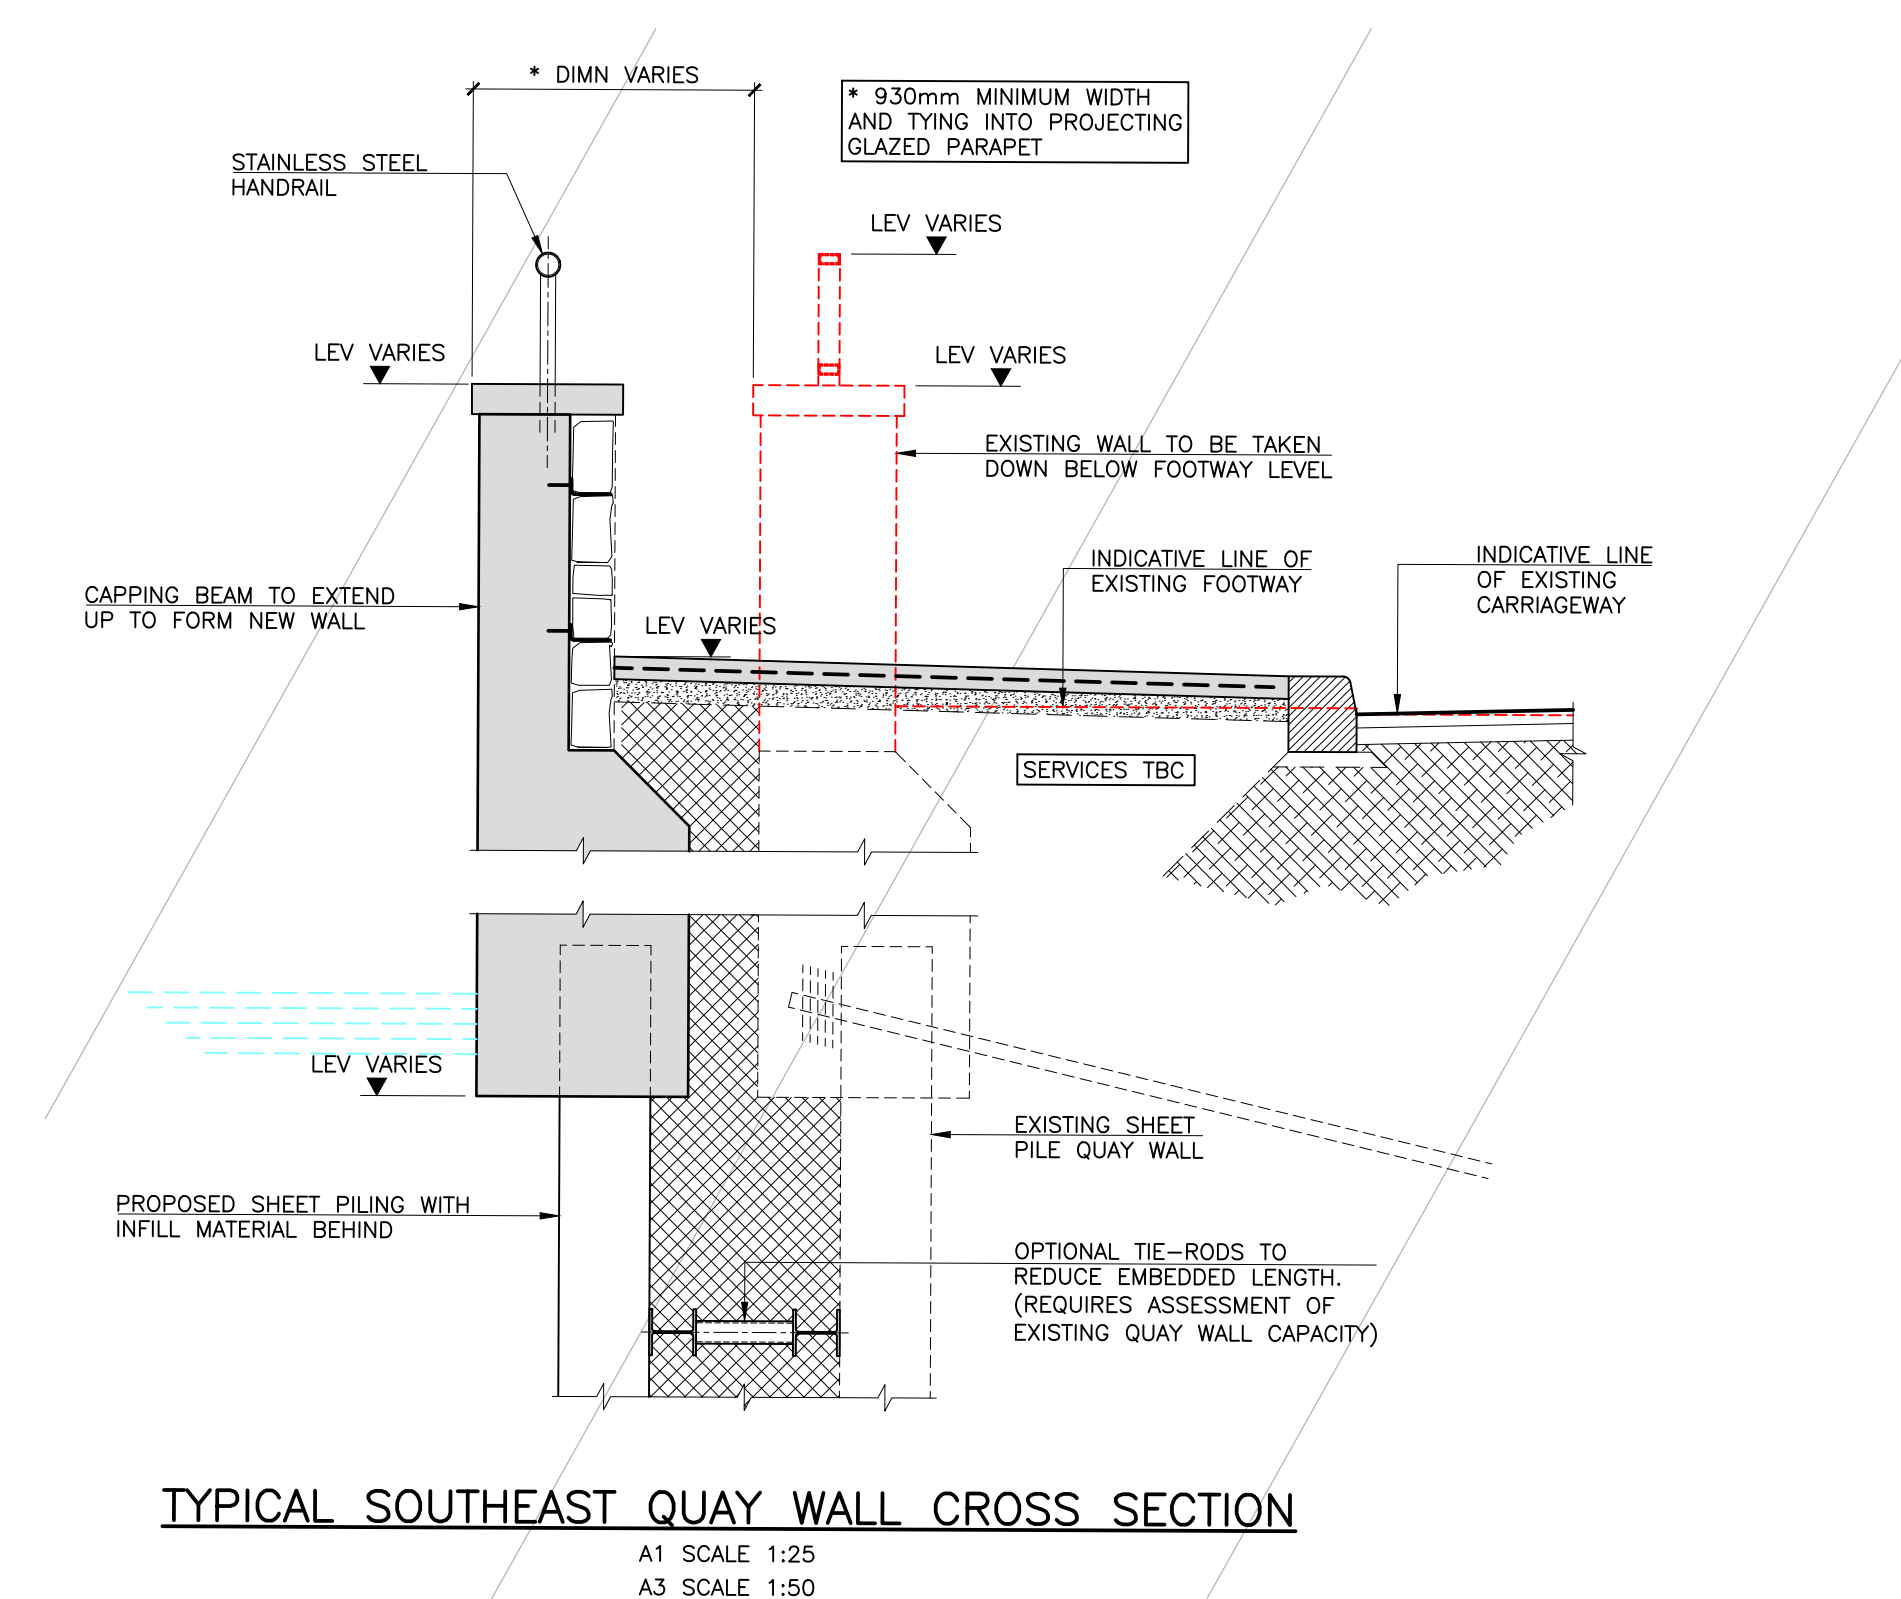 * DIMN VARIES
* 930mm MINIMUM WIDTH
AND TYING INTO PROJECTING
GLAZED PARAPET
STAINLESS STEEL
HANDRAIL
LEV VARIES
LEV VARIES
LEV VARIES
EXISTING WALL TO BE TAKEN
DOWN BELOW FOOTWAY LEVEL
INDICATIVE LINE OF
EXISTING FOOTWAY
INDICATIVE LINE
OF EXISTING
CARRIAGEWAY
CAPPING BEAM TO EXTEND
UP TO FORM NEW WALL
LEV VARIES
SERVICES TBC
LEV VARIES
EXISTING SHEET
PILE QUAY WALL
PROPOSED SHEET PILING WITH
INFILL MATERIAL BEHIND
OPTIONAL TIE-RODS TO
REDUCE EMBEDDED LENGTH.
(REQUIRES ASSESSMENT OF
EXISTING QUAY WALL CAPACITY)
TYPICAL SOUTHEAST QUAY WALL CROSS SECTION
A1 SCALE 1:25
A3 SCALE 1:50